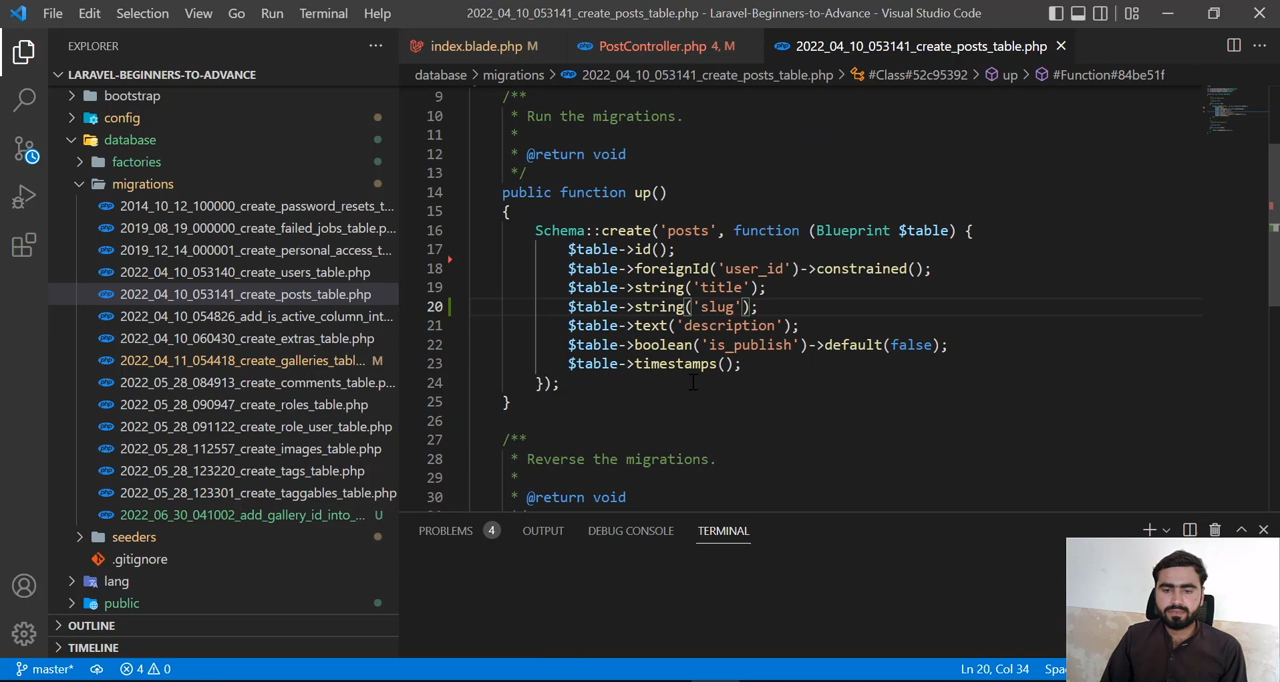 File Edit Selection View Go Run Terminal Help 2022_04_10_053141_create_posts_table.php - Laravel-Beginners-to-Advance - Visual Studio Code
EXPLORER
LARAVEL-BEGINNERS-TO-ADVANCE
bootstrap
config
database
factories
migrations
2014_10_12_100000_create_password_resets_t...
2019_08_19_000000_create_failed_jobs_table.p...
2019_12_14_000001_create_personal_access_t...
2022_04_10_053140_create_users_table.php
2022_04_10_053141_create_posts_table.php
2022_04_10_054826_add_is_active_column_int...
2022_04_10_060430_create_extras_table.php
2022_04_11_054418_create_galleries_tabl... M
2022_05_28_084913_create_comments_table.p...
2022_05_28_090947_create_roles_table.php
2022_05_28_091122_create_role_user_table.php
2022_05_28_112557_create_images_table.php
2022_05_28_123220_create_tags_table.php
2022_05_28_123301_create_taggables_table.php
2022_06_30_041002_add_gallery_id_into_... U
seeders
.gitignore
lang
public
OUTLINE
TIMELINE
index.blade.php M PostController.php 4, M 2022_04_10_053141_create_posts_table.php
database > migrations > 2022_04_10_053141_create_posts_table.php > #Class#52c95392 > up > #Function#84be51f
9 /**
10 * Run the migrations.
11 *
12 * @return void
13 */
14 public function up()
15 {
16 Schema::create('posts', function (Blueprint $table) {
17 $table->id();
18 $table->foreignId('user_id')->constrained();
19 $table->string('title');
20 $table->string('slug');
21 $table->text('description');
22 $table->boolean('is_publish')->default(false);
23 $table->timestamps();
24 });
25 }
26
27 /**
28 * Reverse the migrations.
29 *
30 * @return void
PROBLEMS 4 OUTPUT DEBUG CONSOLE TERMINAL
master* 4 0 Ln 20, Col 34